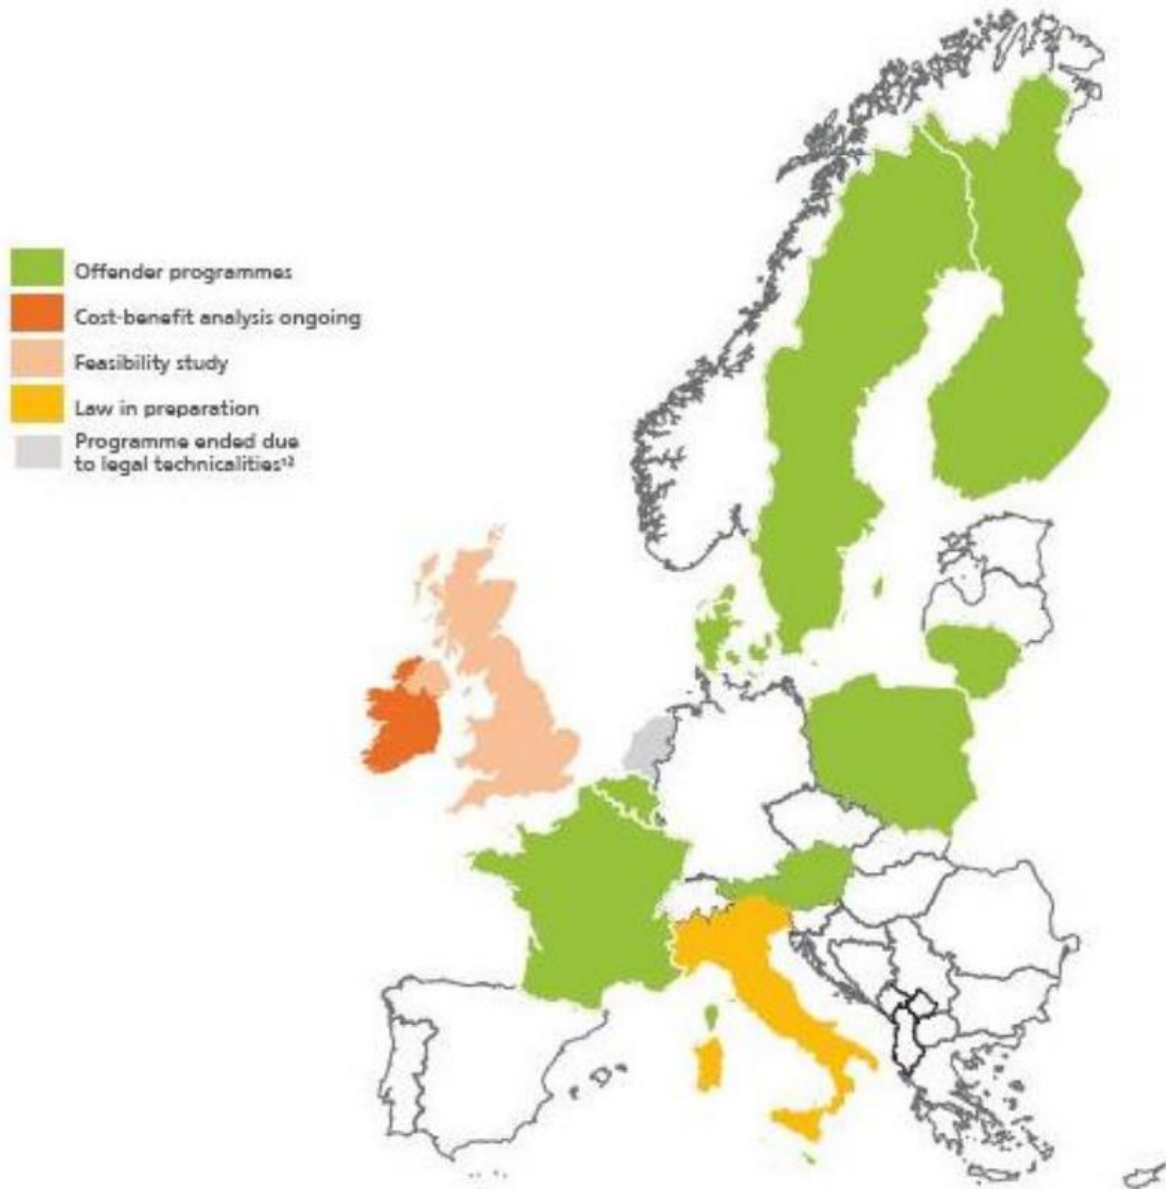 Offender programmes
Cost-benefit analysis ongoing
Feasibility study
Law in preparation
Programme ended due
to legal technicalities¹²